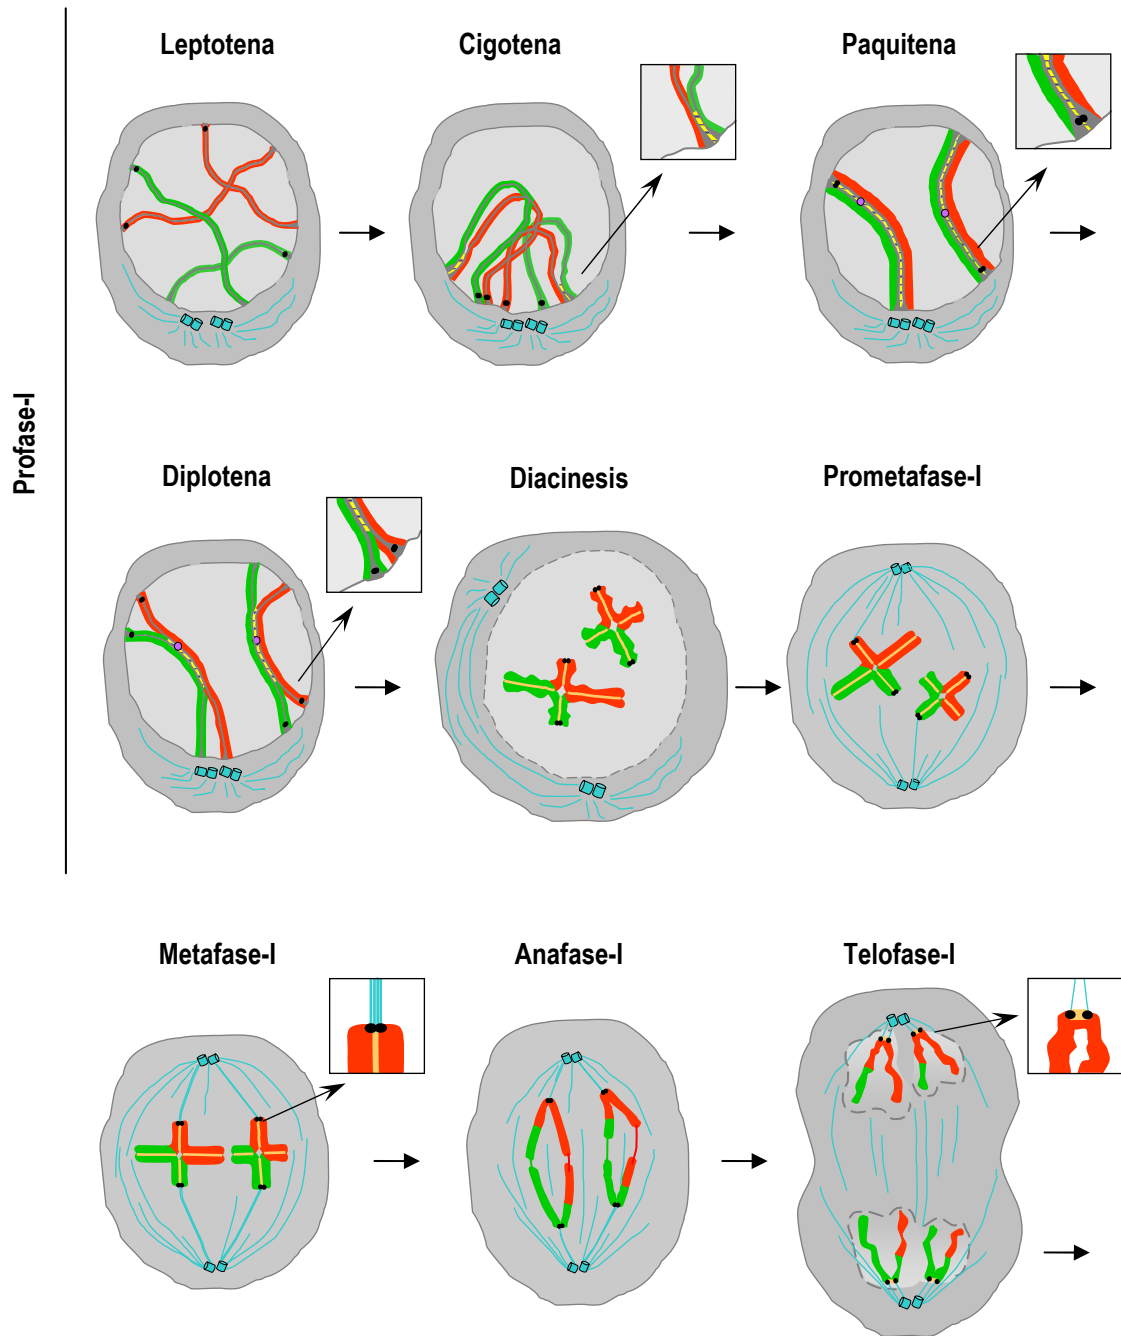 Profase-I
Leptotena
Cigotena
Paquitena
Diplotena
Diacinesis
Prometafase-I
Metafase-I
Anafase-I
Telofase-I